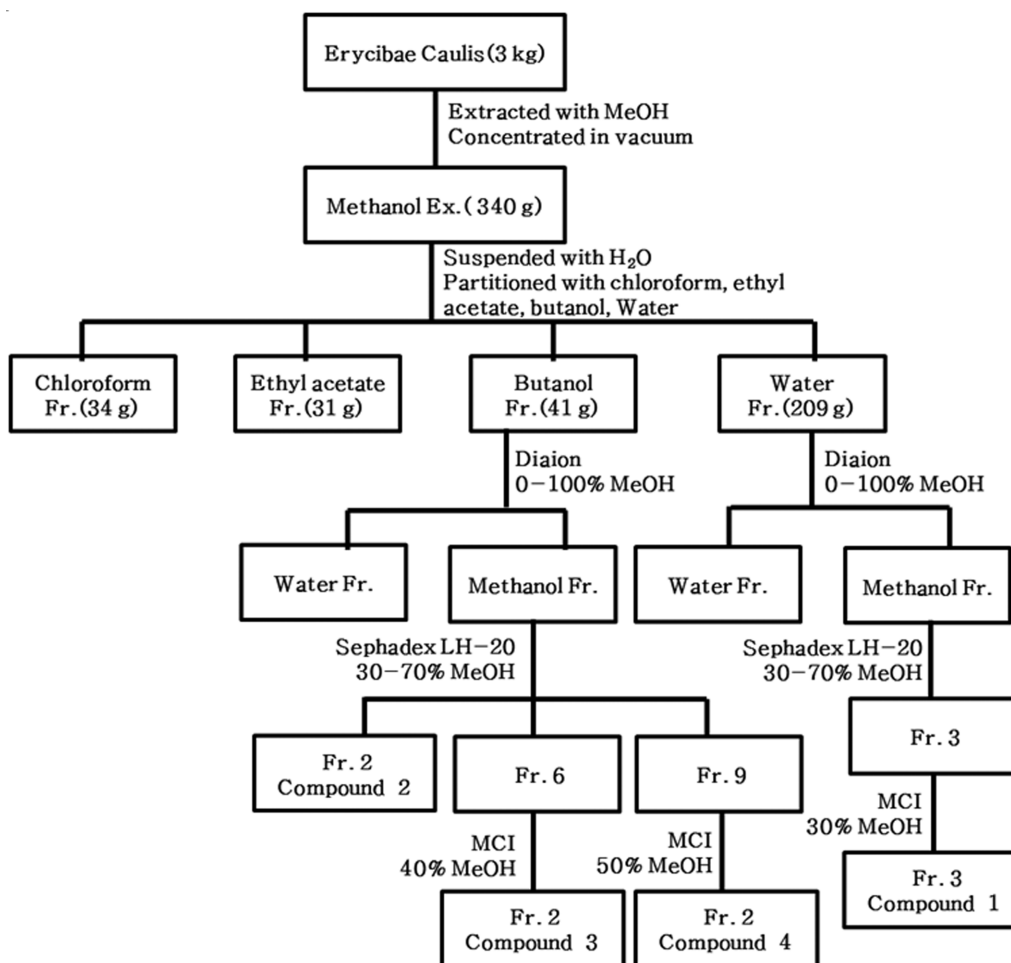 Erycibae Caulis(3 kg)
Extracted with MeOH
Concentrated in vacuum
Methanol Ex.( 340 g)
Suspended with H₂O
Partitioned with chloroform, ethyl
acetate, butanol, Water
Chloroform
Fr.(34 g)
Ethyl acetate
Fr.(31 g)
Butanol
Fr.(41 g)
Water
Fr.(209 g)
Diaion
0-100% MeOH
Diaion
0-100% MeOH
Water Fr.
Methanol Fr.
Water Fr.
Methanol Fr.
Sephadex LH-20
30-70% MeOH
Sephadex LH-20
30-70% MeOH
Fr. 2
Compound 2
Fr. 6
Fr. 9
Fr. 3
MCI
40% MeOH
MCI
50% MeOH
MCI
30% MeOH
Fr. 2
Compound 3
Fr. 2
Compound 4
Fr. 3
Compound 1